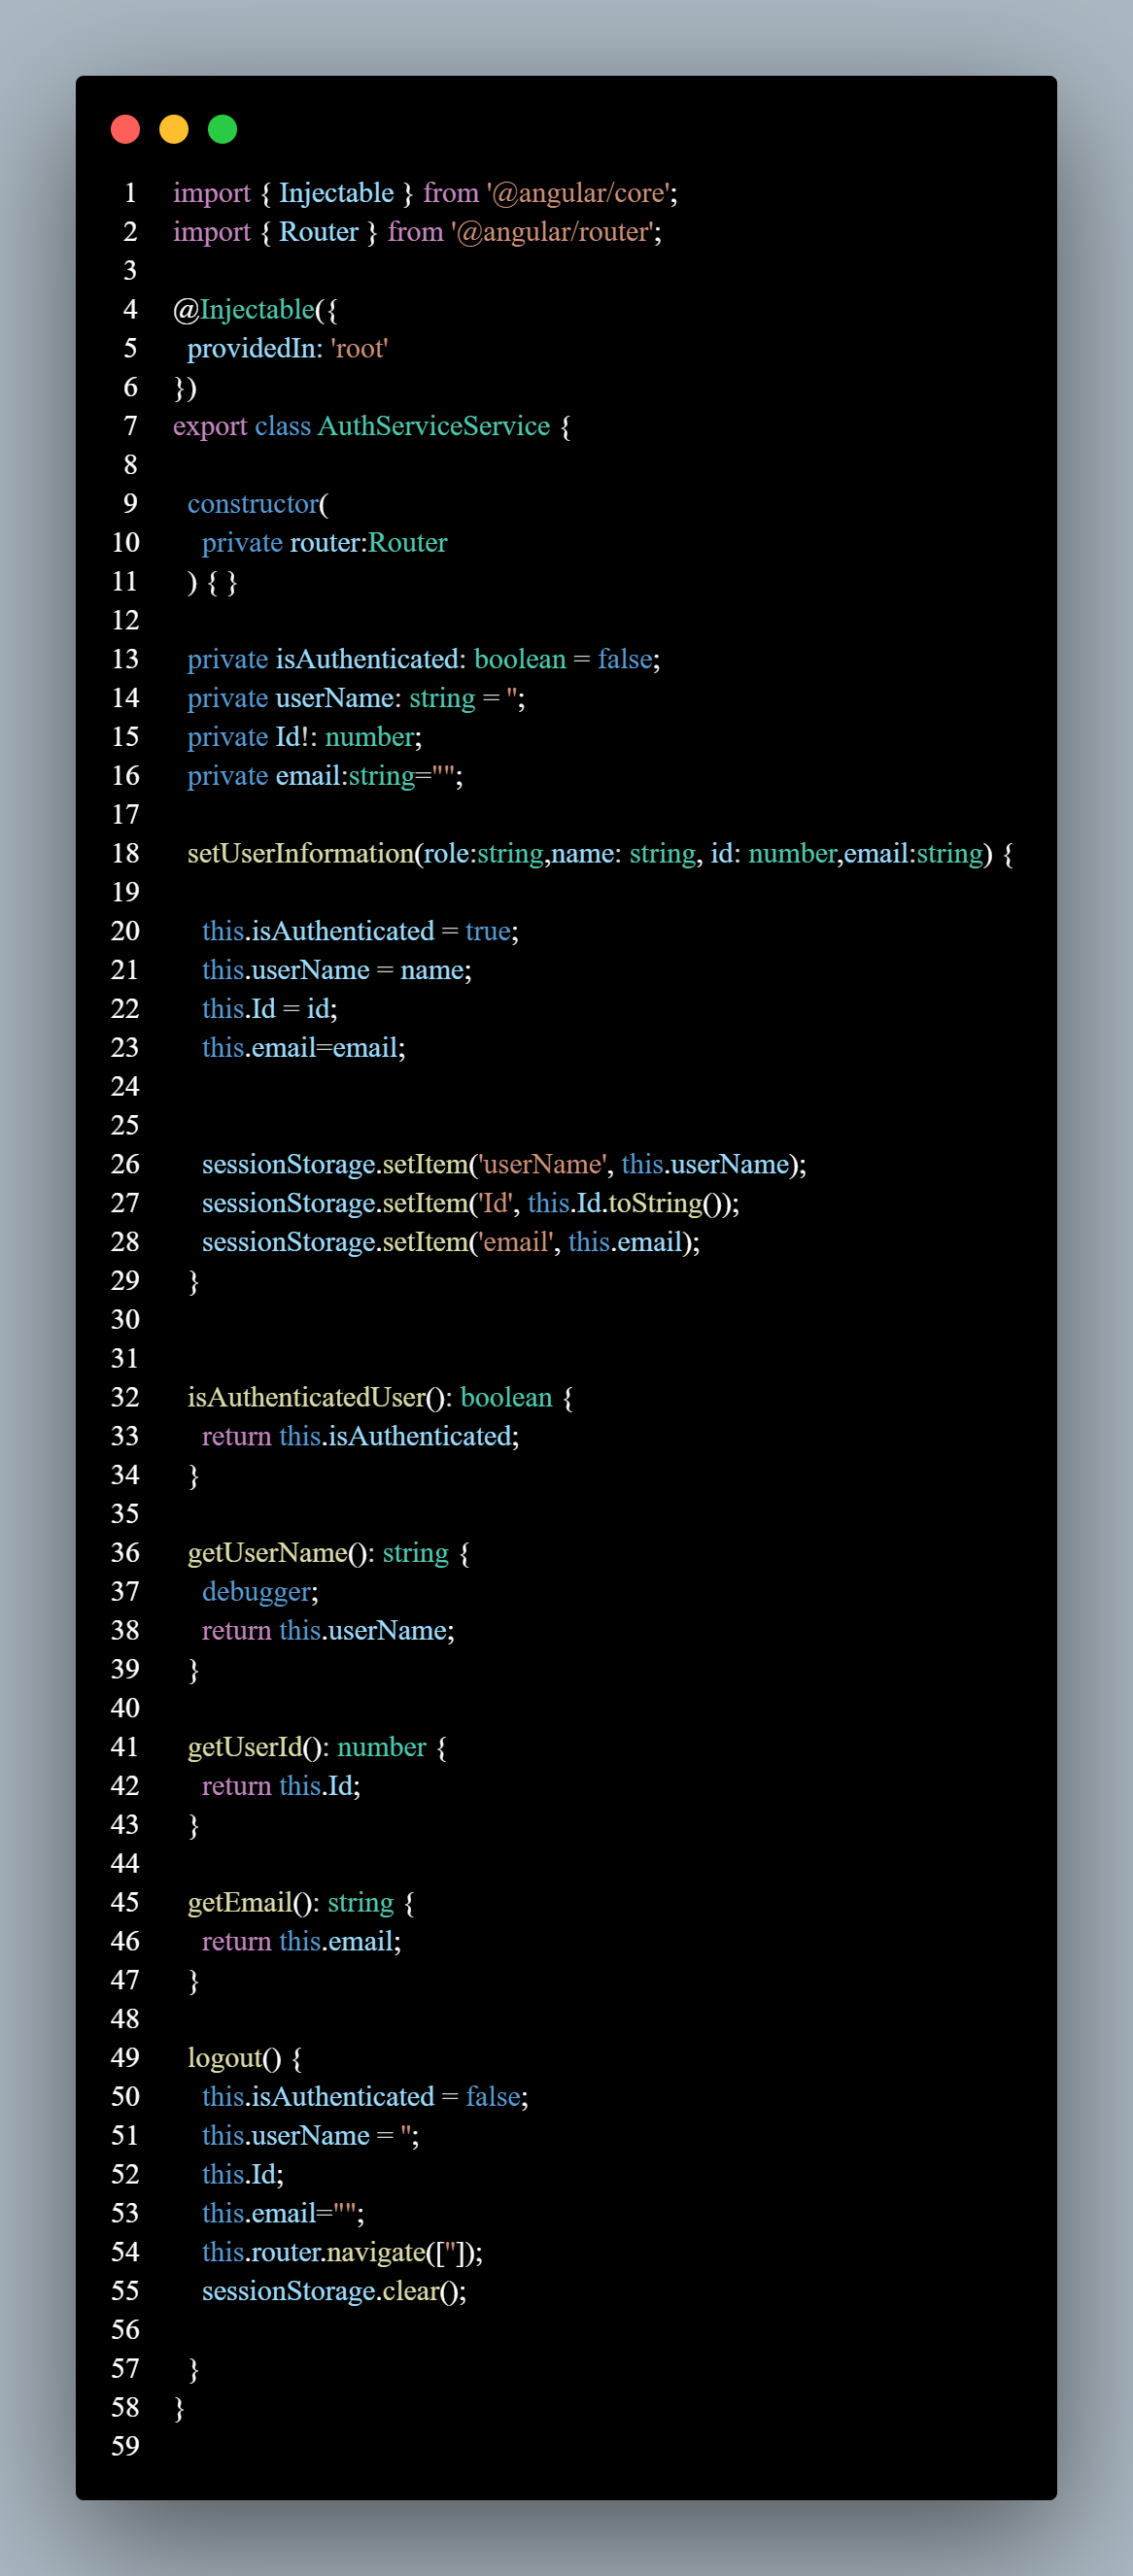 1 import { Injectable } from '@angular/core';
2 import { Router } from '@angular/router';
3
4 @Injectable({
5 providedIn: 'root'
6 })
7 export class AuthServiceService {
8
9 constructor(
10 private router:Router
11 ) { }
12
13 private isAuthenticated: boolean = false;
14 private userName: string = '';
15 private Id!: number;
16 private email:string="";
17
18 setUserInformation(role:string,name: string, id: number,email:string) {
19
20 this.isAuthenticated = true;
21 this.userName = name;
22 this.Id = id;
23 this.email=email;
24
25
26 sessionStorage.setItem('userName', this.userName);
27 sessionStorage.setItem('Id', this.Id.toString());
28 sessionStorage.setItem('email', this.email);
29 }
30
31
32 isAuthenticatedUser(): boolean {
33 return this.isAuthenticated;
34 }
35
36 getUserName(): string {
37 debugger;
38 return this.userName;
39 }
40
41 getUserId(): number {
42 return this.Id;
43 }
44
45 getEmail(): string {
46 return this.email;
47 }
48
49 logout() {
50 this.isAuthenticated = false;
51 this.userName = '';
52 this.Id;
53 this.email="";
54 this.router.navigate(['']);
55 sessionStorage.clear();
56
57 }
58 }
59